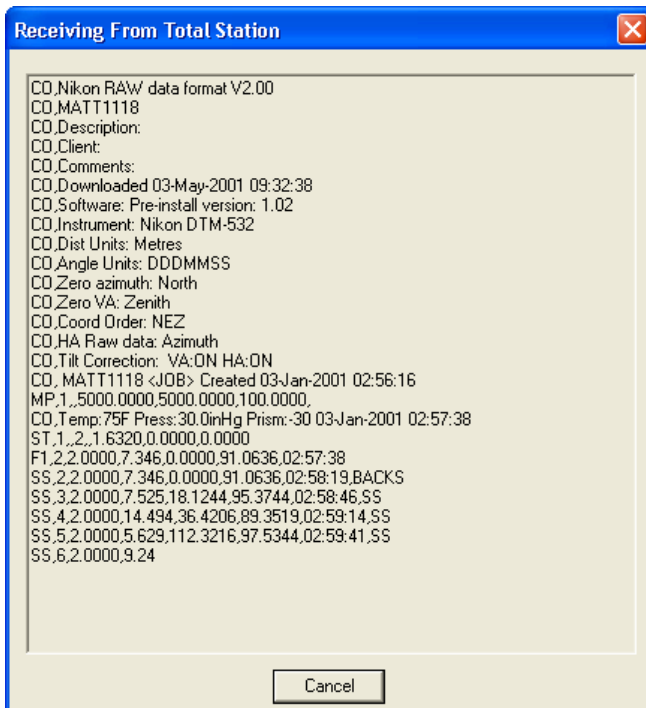 Receiving From Total Station
CO,Nikon RAW data format V2.00
CO,MATT1118
CO,Description:
CO,Client:
CO,Comments:
CO,Downloaded 03-May-2001 09:32:38
CO,Software: Pre-install version: 1.02
CO,Instrument: Nikon DTM-532
CO,Dist Units: Metres
CO,Angle Units: DDDMMSS
CO,Zero azimuth: North
CO,Zero VA: Zenith
CO,Coord Order: NEZ
CO,HA Raw data: Azimuth
CO,Tilt Correction:  VA:ON HA:ON
CO, MATT1118 <JOB> Created 03-Jan-2001 02:56:16
MP,1,,5000.0000,5000.0000,100.0000,
CO,Temp:75F Press:30.0inHg Prism:-30 03-Jan-2001 02:57:38
ST,1,,2,,1.6320,0.0000,0.0000
F1,2,2.0000,7.346,0.0000,91.0636,02:57:38
SS,2,2.0000,7.346,0.0000,91.0636,02:58:19,BACKS
SS,3,2.0000,7.525,18.1244,95.3744,02:58:46,SS
SS,4,2.0000,14.494,36.4206,89.3519,02:59:14,SS
SS,5,2.0000,5.629,112.3216,97.5344,02:59:41,SS
SS,6,2.0000,9.24
Cancel